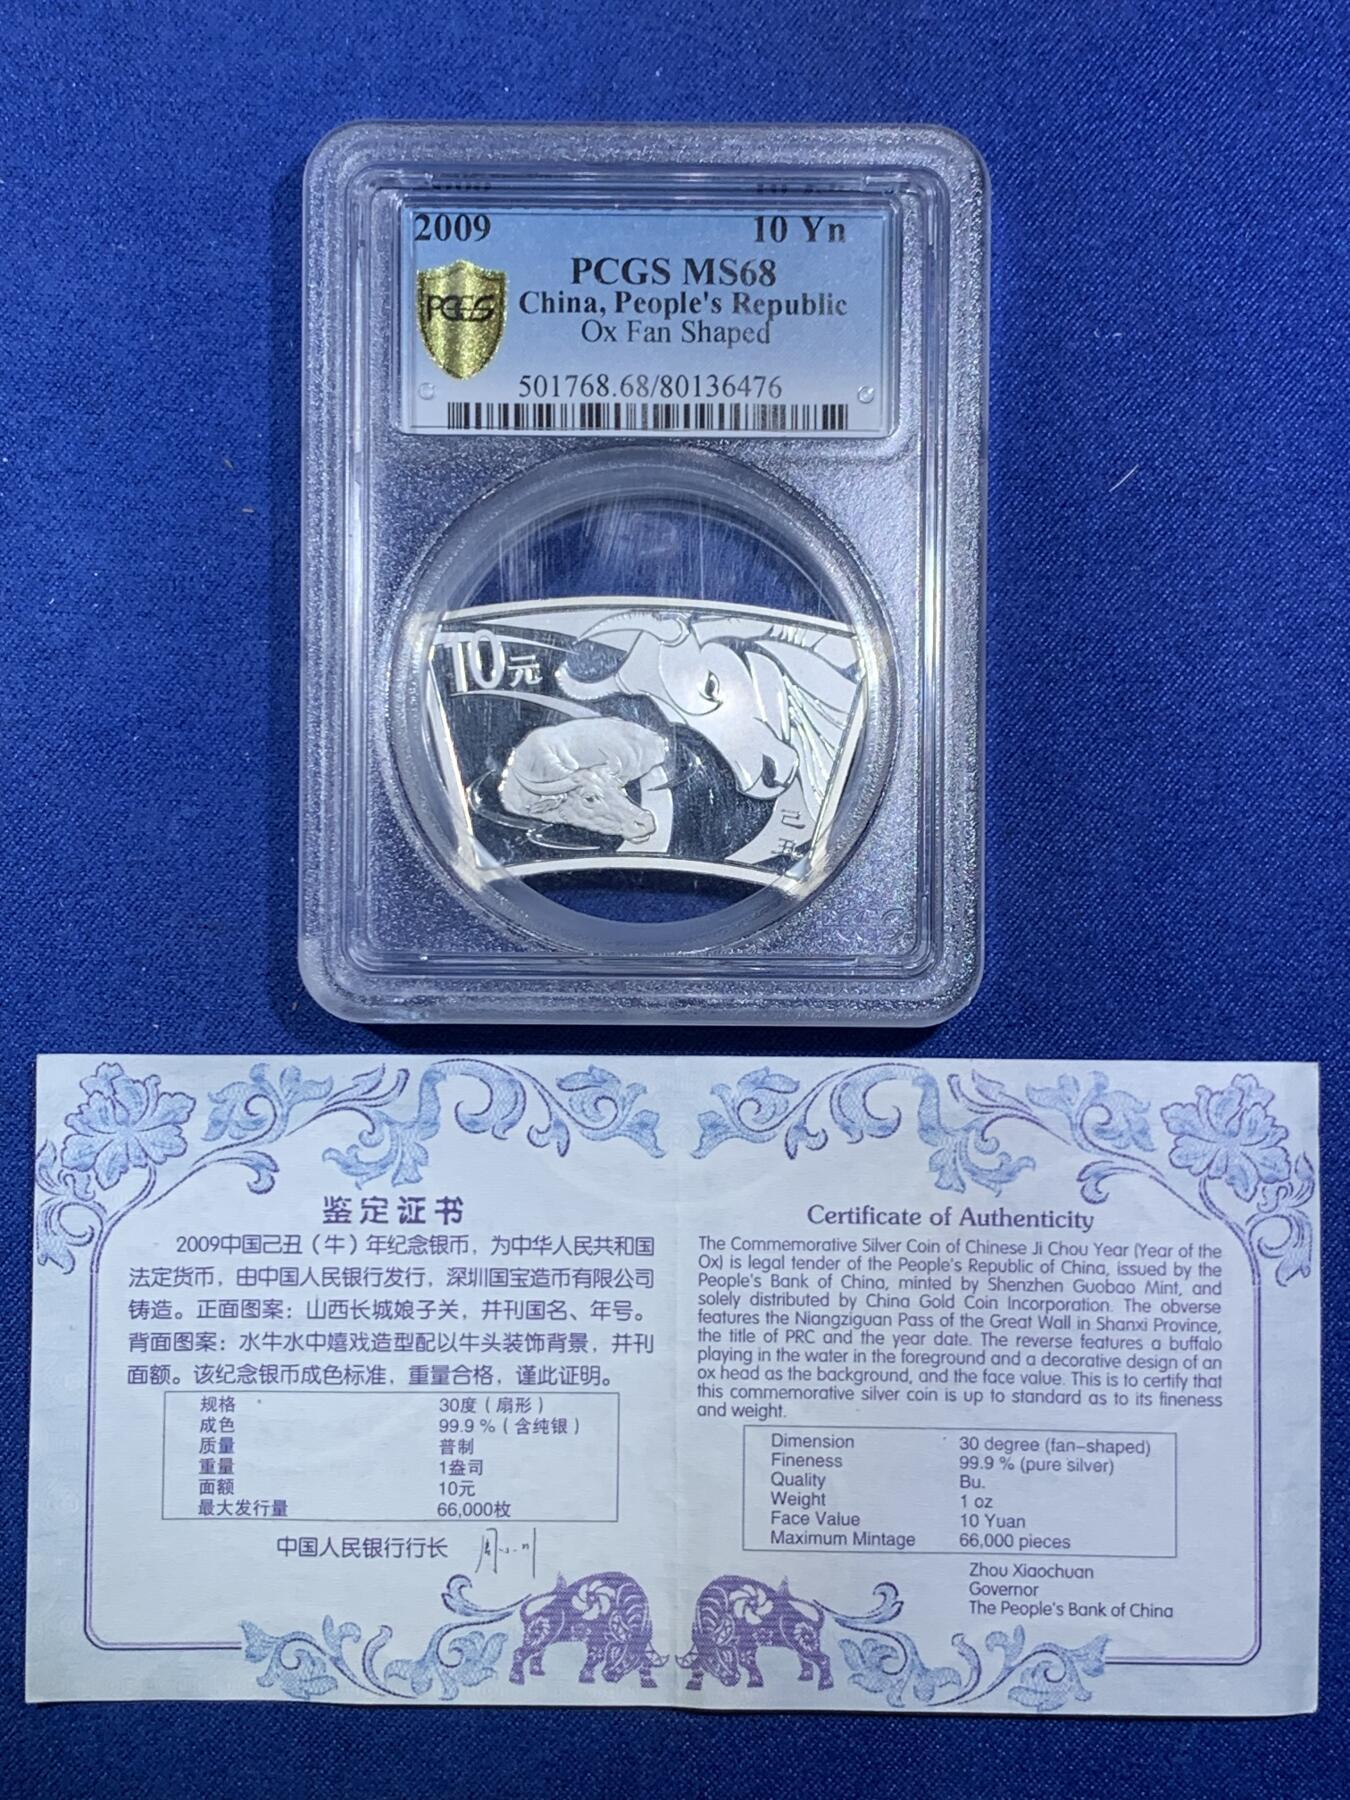 2009 10 Yn
PCGS MS68
China, People's Republic
Ox Fan Shaped
PCGS
501768.68/80136476
10元
己
丑
鉴定证书
2009中国己丑（牛）年纪念银币，为中华人民共和国
法定货币，由中国人民银行发行，深圳国宝造币有限公司
铸造。正面图案：山西长城娘子关，并刊国名、年号。
背面图案：水牛水中嬉戏造型配以牛头装饰背景，并刊
面额。该纪念银币成色标准，重量合格，谨此证明。
规格 30度（扇形）
成色 99.9％（含纯银）
质量 普制
重量 1盎司
面额 10元
最大发行量 66,000枚
中国人民银行行长
Certificate of Authenticity
The Commemorative Silver Coin of Chinese Ji Chou Year (Year of the
Ox) is legal tender of the People's Republic of China, issued by the
People's Bank of China, minted by Shenzhen Guobao Mint, and
solely distributed by China Gold Coin Incorporation. The obverse
features the Niangziguan Pass of the Great Wall in Shanxi Province,
the title of PRC and the year date. The reverse features a buffalo
playing in the water in the foreground and a decorative design of an
ox head as the background, and the face value. This is to certify that
this commemorative silver coin is up to standard as to its fineness
and weight.
Dimension 30 degree (fan-shaped)
Fineness 99.9 % (pure silver)
Quality Bu.
Weight 1 oz
Face Value 10 Yuan
Maximum Mintage 66,000 pieces
Zhou Xiaochuan
Governor
The People's Bank of China